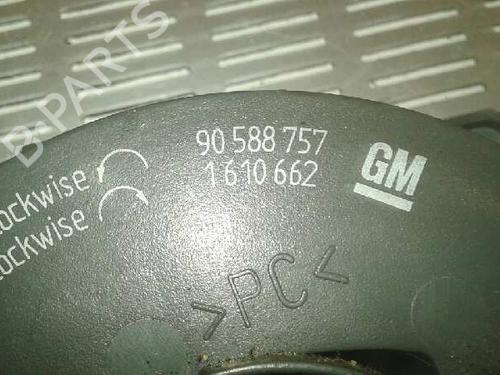 B-PARTS
90 588 757
1 610 662
GM
ockwise
ockwise
>PC<